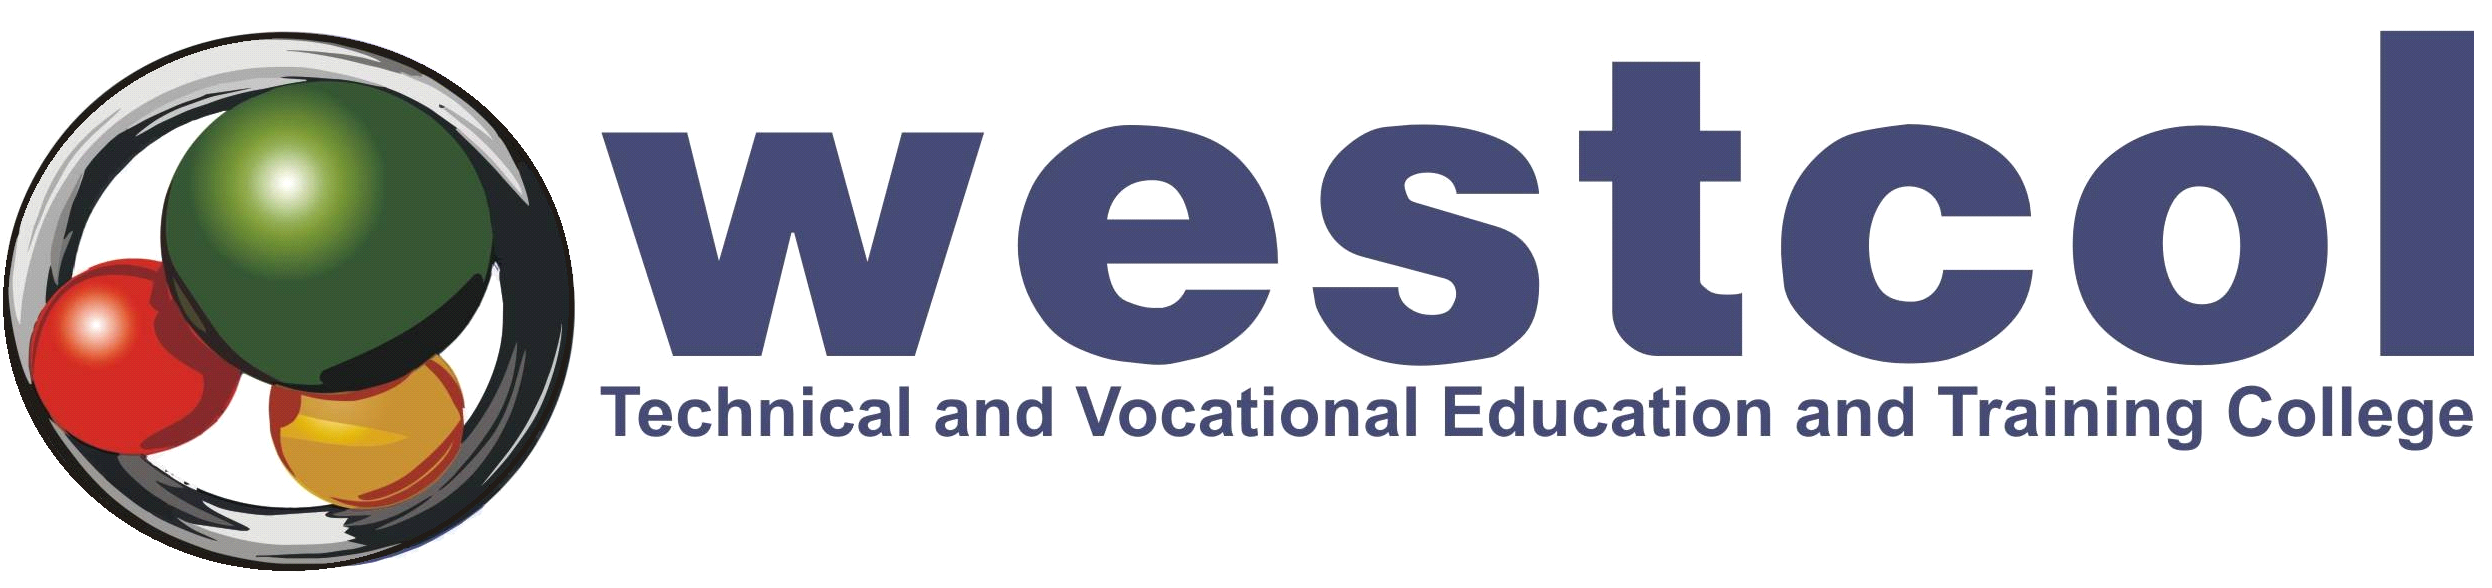 westcol
Technical and Vocational Education and Training College